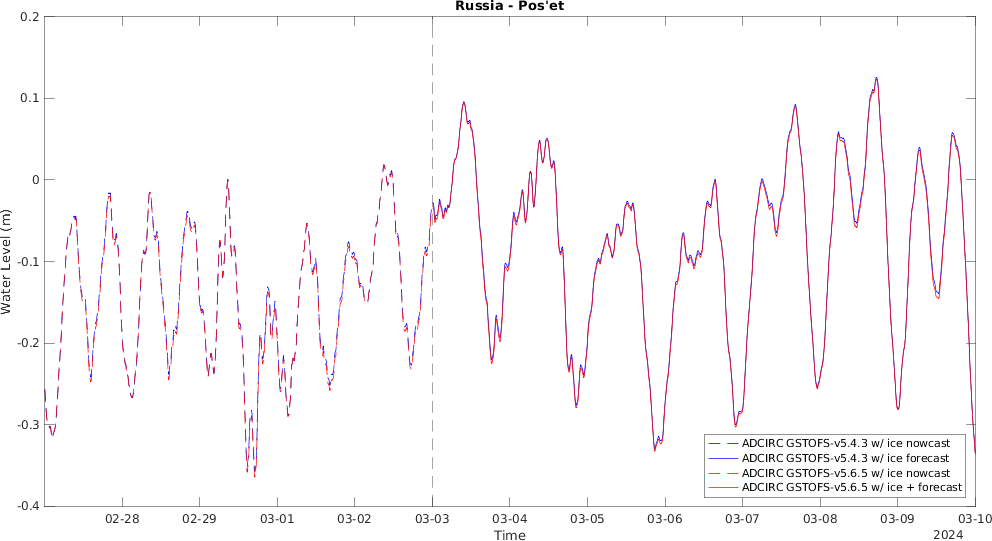 Russia - Pos'et
Water Level (m)
0.2
0.1
0
-0.1
-0.2
-0.3
-0.4
ADCIRC GSTOFS-v5.4.3 w/ ice nowcast
ADCIRC GSTOFS-v5.4.3 w/ ice forecast
ADCIRC GSTOFS-v5.6.5 w/ ice nowcast
ADCIRC GSTOFS-v5.6.5 w/ ice + forecast
02-28 02-29 03-01 03-02 03-03 03-04 03-05 03-06 03-07 03-08 03-09 03-10
Time
2024